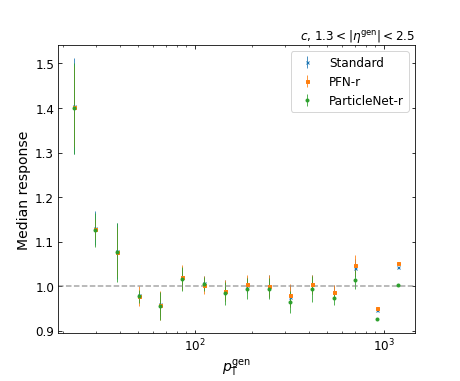 c, 1.3 < |η^gen| < 2.5
Standard
PFN-r
ParticleNet-r
Median response
1.5
1.4
1.3
1.2
1.1
1.0
0.9
10^2
10^3
p_T^gen